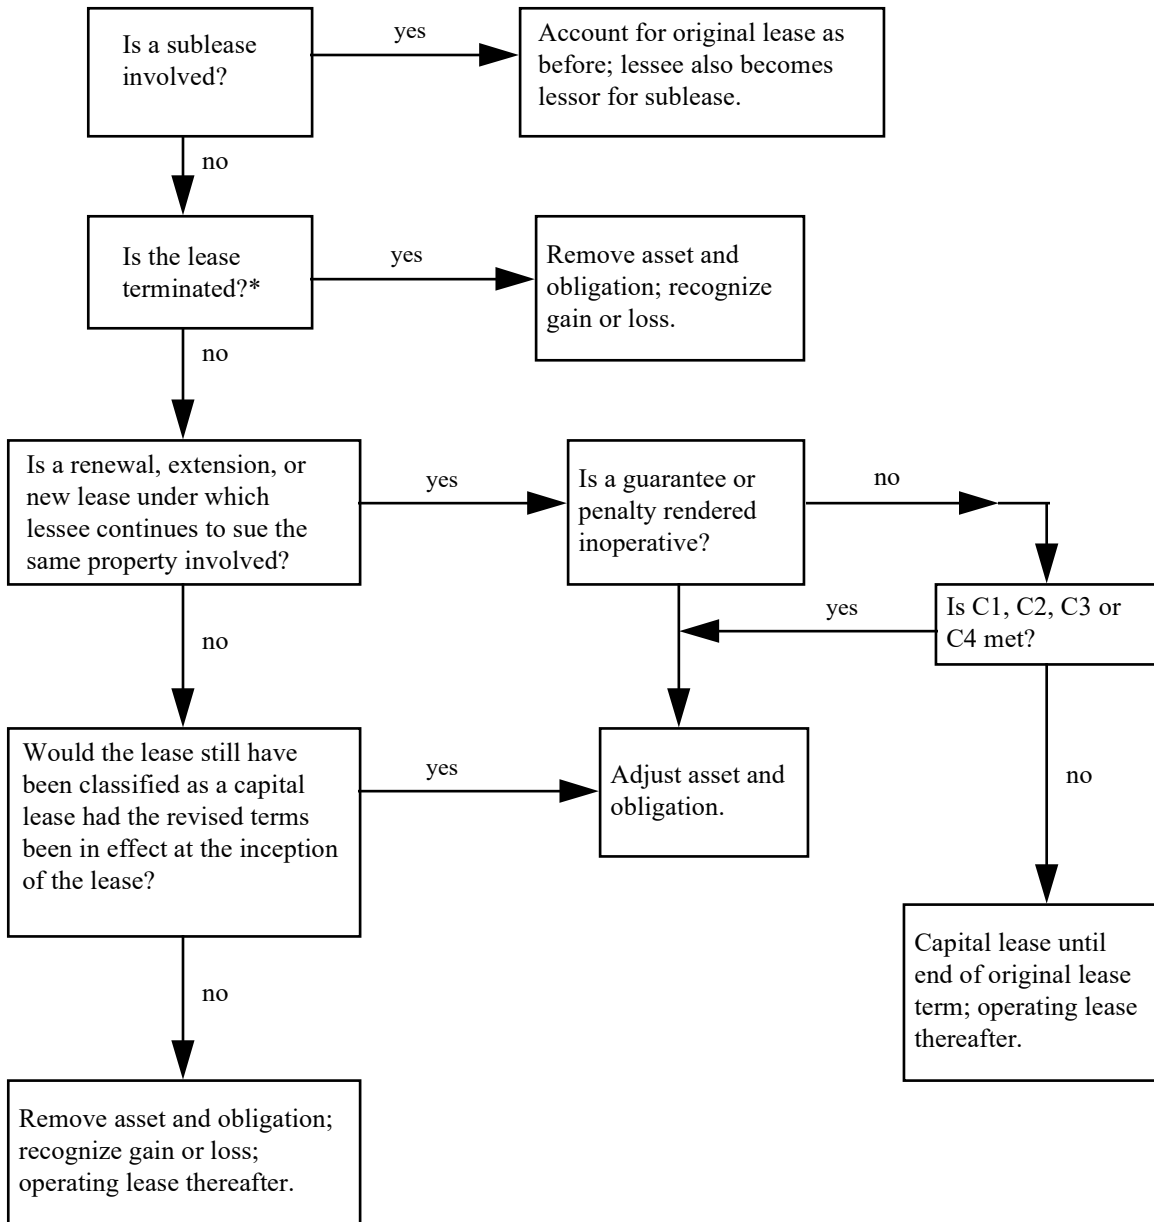 Is a sublease
involved?
yes
Account for original lease as
before; lessee also becomes
lessor for sublease.
no
Is the lease
terminated?*
yes
Remove asset and
obligation; recognize
gain or loss.
no
Is a renewal, extension, or
new lease under which
lessee continues to sue the
same property involved?
yes
Is a guarantee or
penalty rendered
inoperative?
no
Is C1, C2, C3 or
C4 met?
yes
no
Would the lease still have
been classified as a capital
lease had the revised terms
been in effect at the inception
of the lease?
yes
Adjust asset and
obligation.
no
Capital lease until
end of original lease
term; operating lease
thereafter.
no
Remove asset and obligation;
recognize gain or loss;
operating lease thereafter.